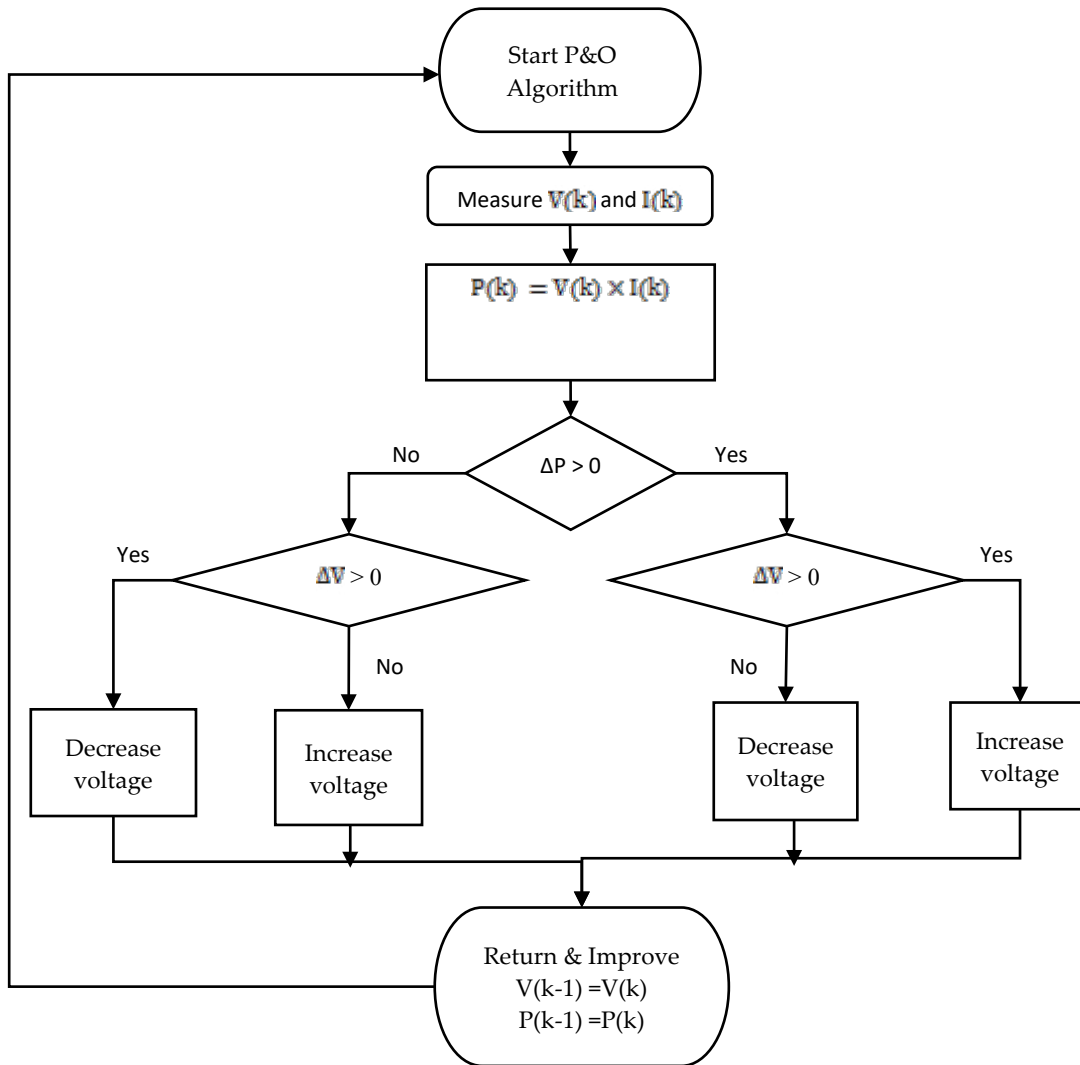 Start P&O
Algorithm
Measure V(k) and I(k)
P(k) = V(k) × I(k)
No
ΔP > 0
Yes
Yes
ΔV > 0
ΔV > 0
Yes
No
No
Decrease
voltage
Increase
voltage
Decrease
voltage
Increase
voltage
Return & Improve
V(k-1) =V(k)
P(k-1) =P(k)